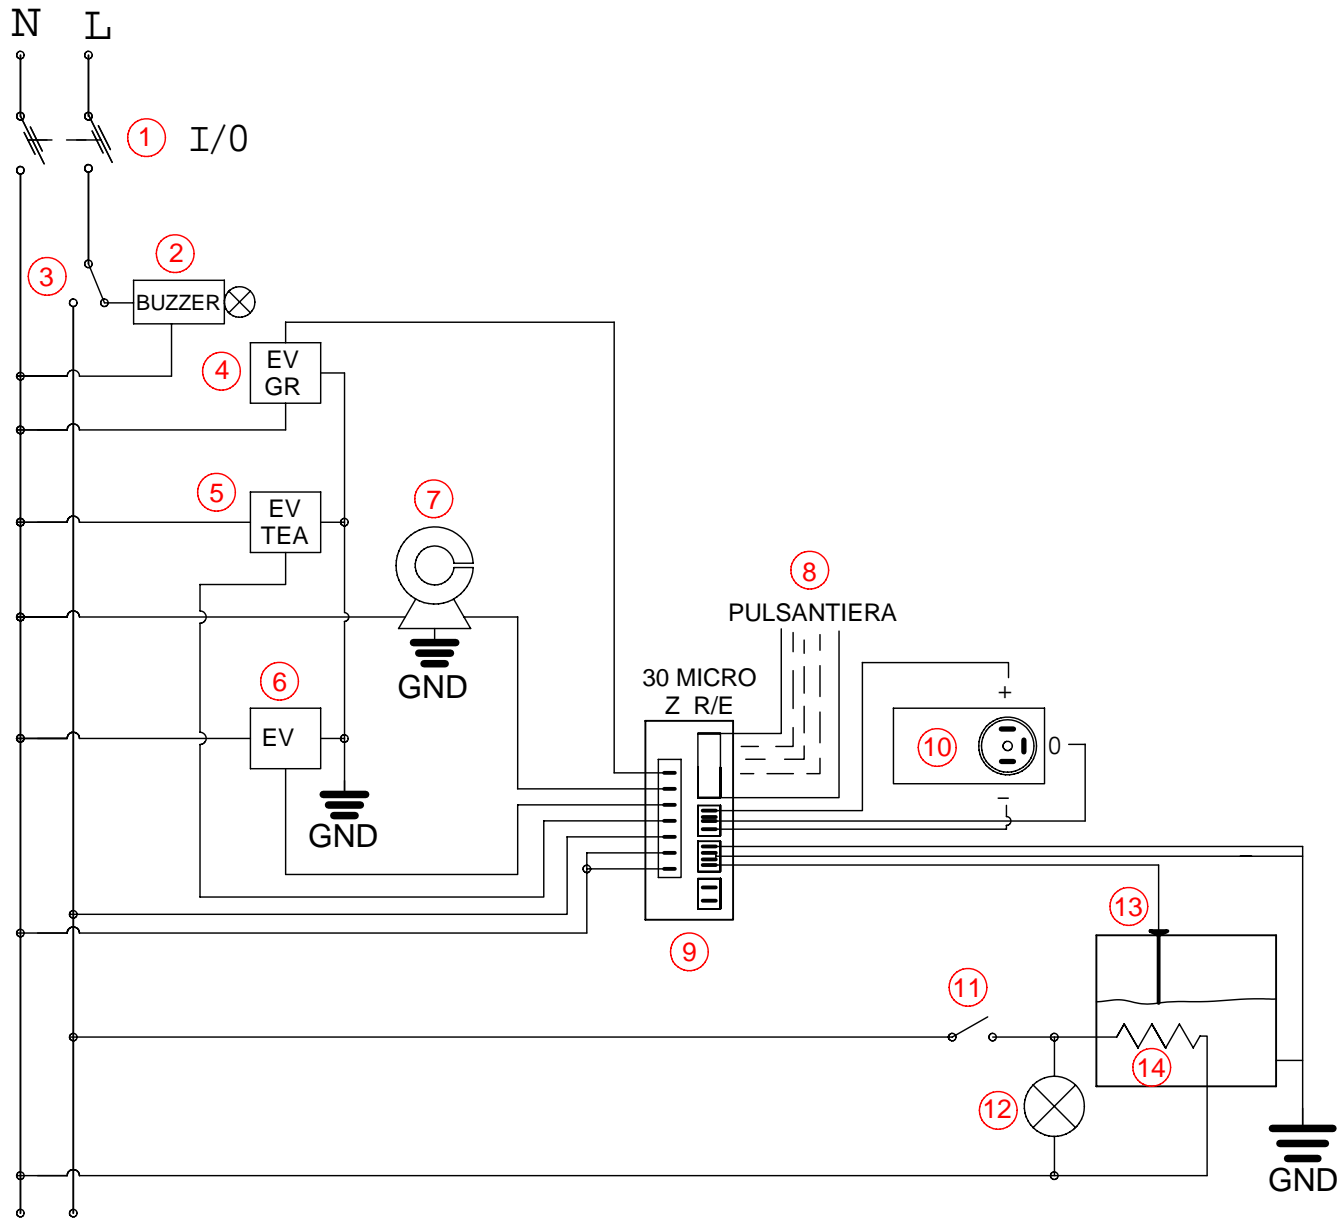 N L
1 I/0
2
3
BUZZER
4
EV
GR
5
EV
TEA
7
8
PULSANTIERA
6
GND
30 MICRO
Z R/E
+
EV
10
0
-
GND
9
13
11
14
12
GND